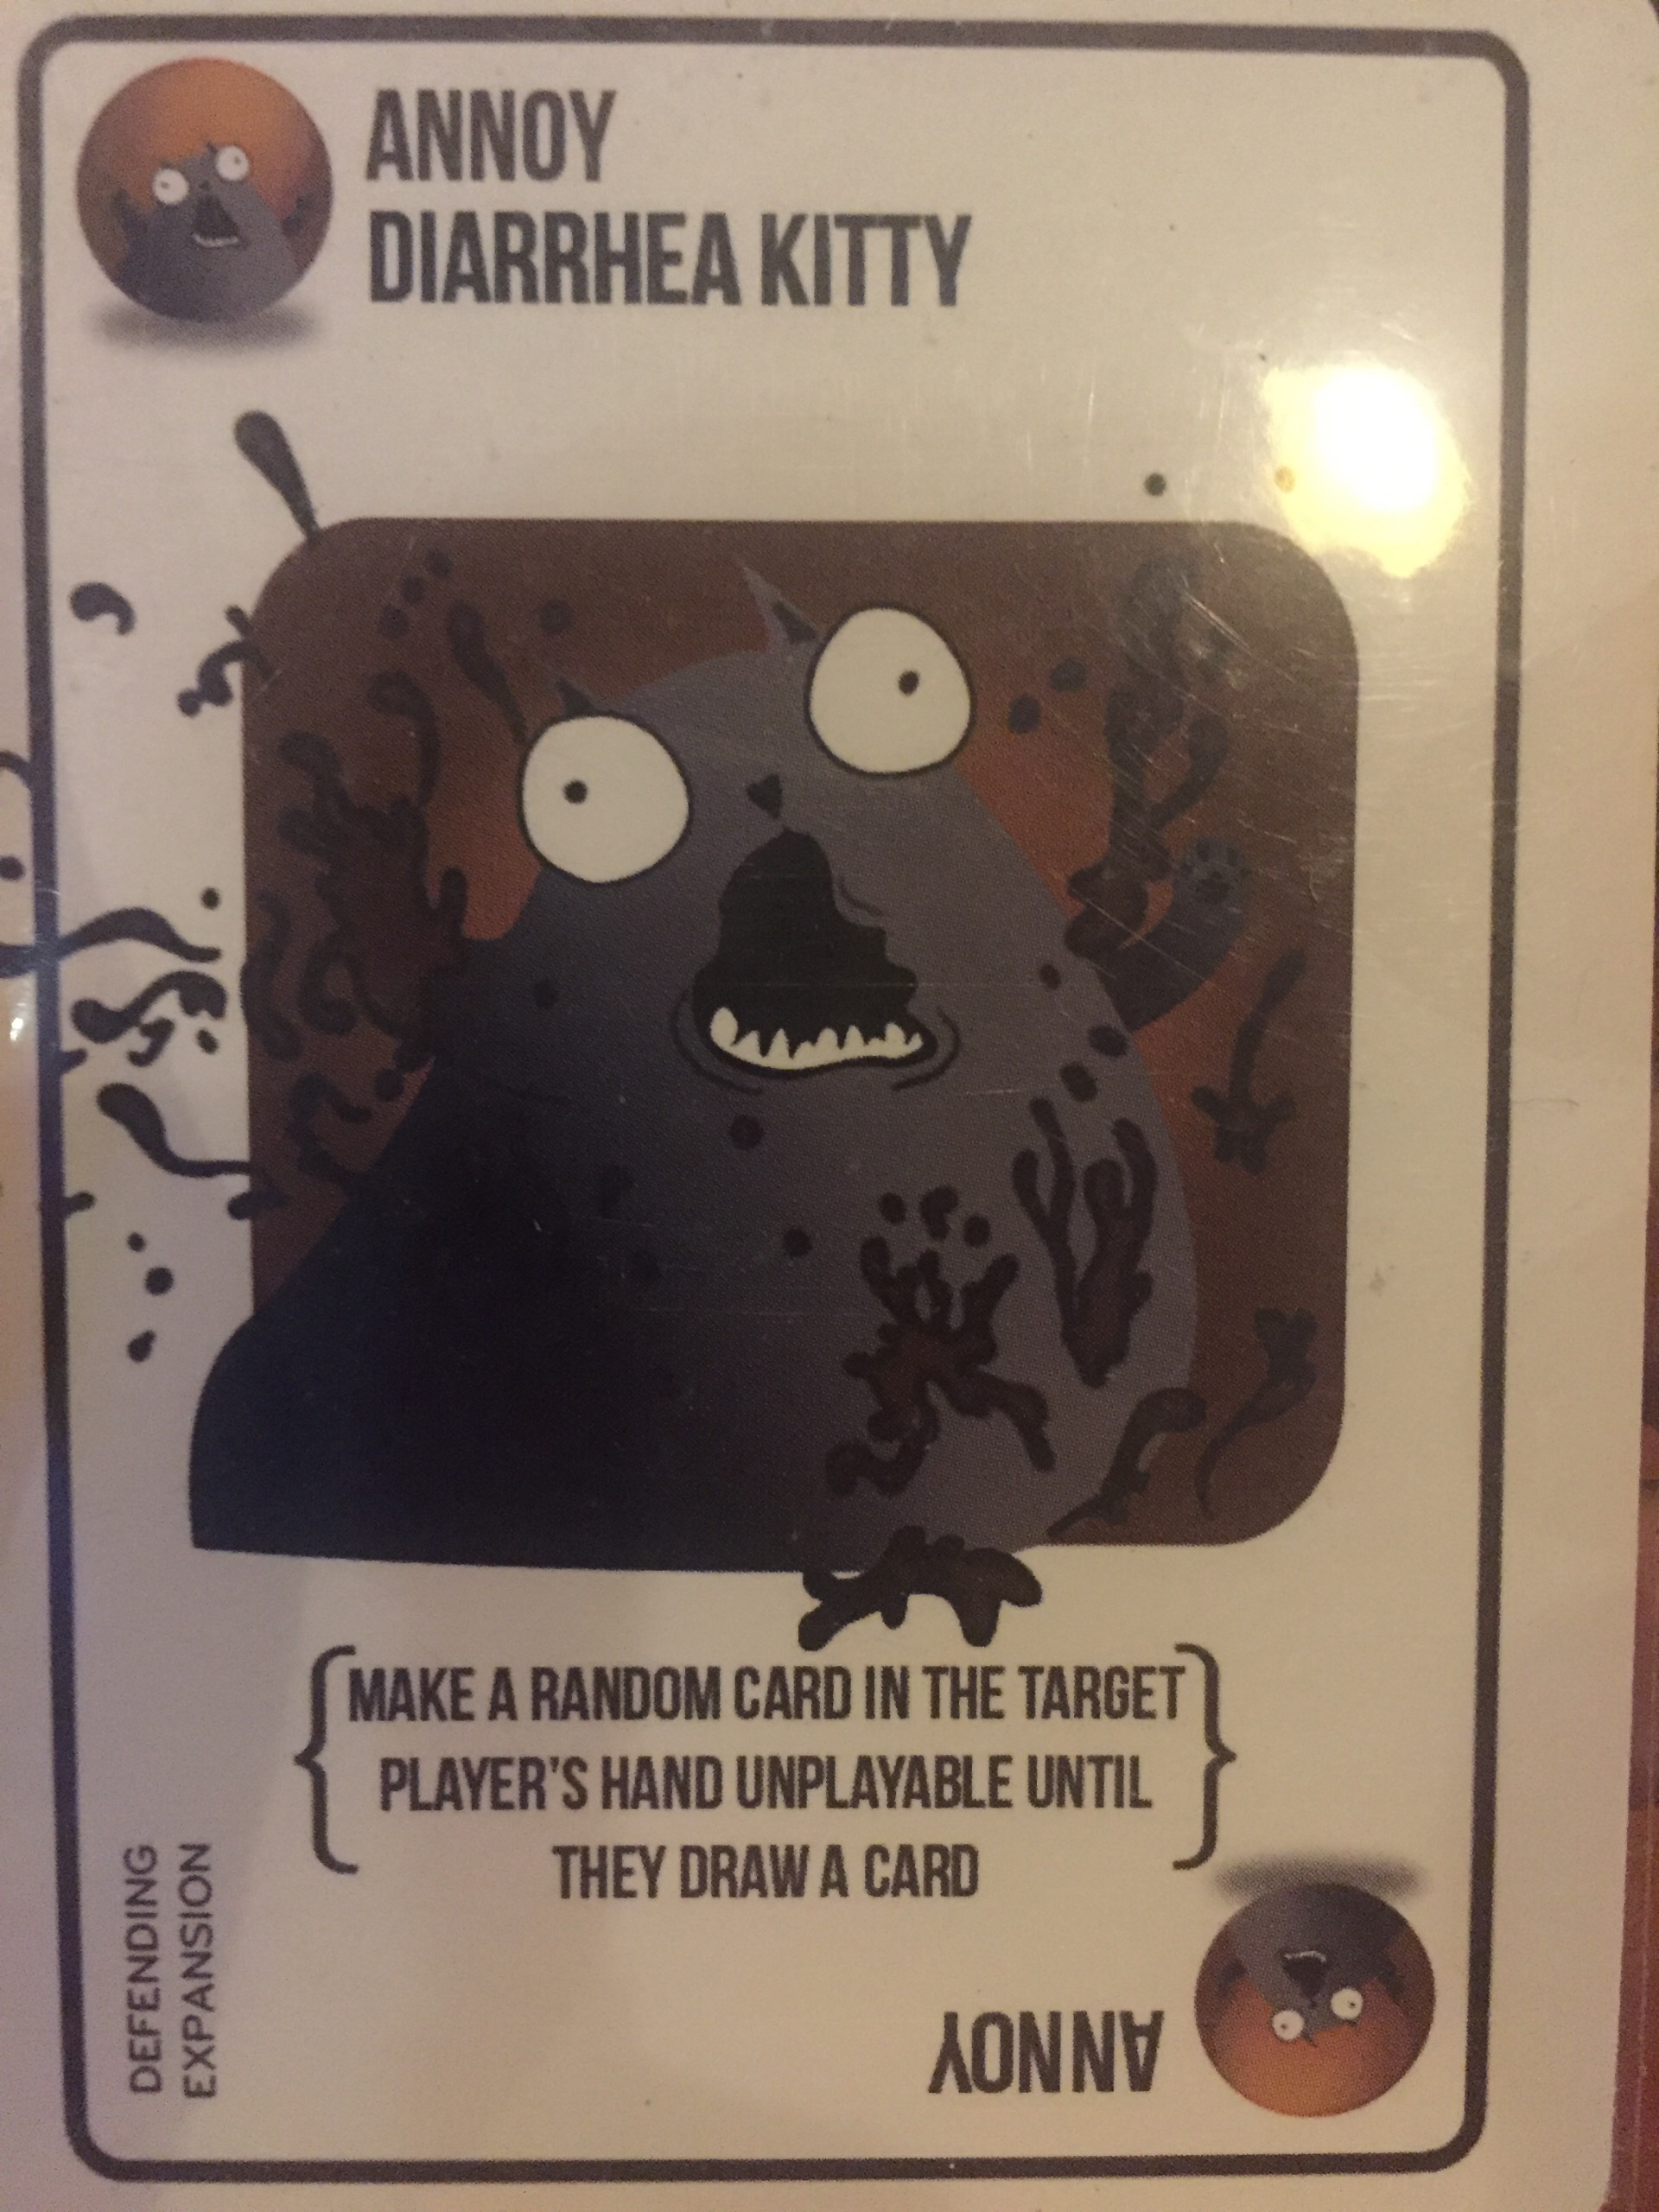 ANNOY
DIARRHEA KITTY
MAKE A RANDOM CARD IN THE TARGET
PLAYER'S HAND UNPLAYABLE UNTIL
THEY DRAW A CARD
DEFENDING
EXPANSION
ANNOY